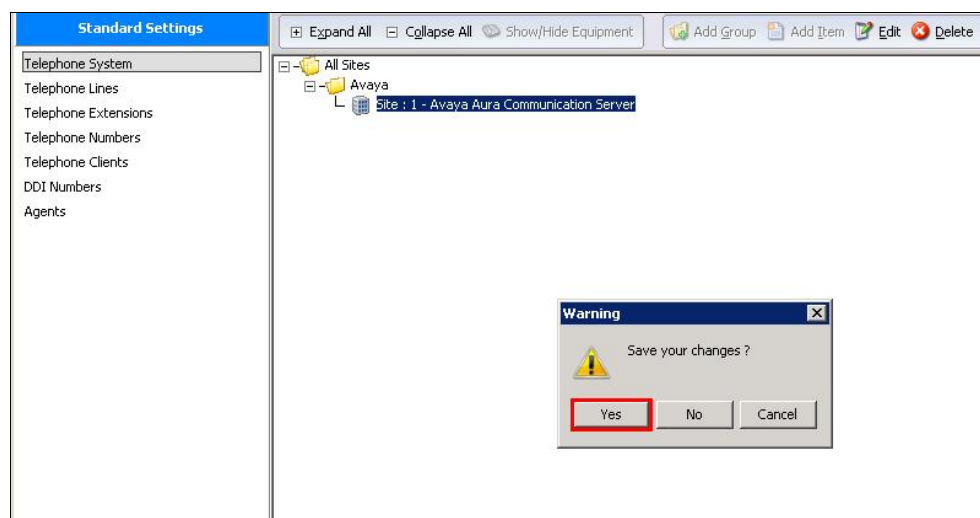 Standard Settings
Expand All Collapse All Show/Hide Equipment Add Group Add Item Edit Delete
Telephone System
Telephone Lines
Telephone Extensions
Telephone Numbers
Telephone Clients
DDI Numbers
Agents
All Sites
Avaya
Site : 1 - Avaya Aura Communication Server
Warning
Save your changes ?
Yes No Cancel